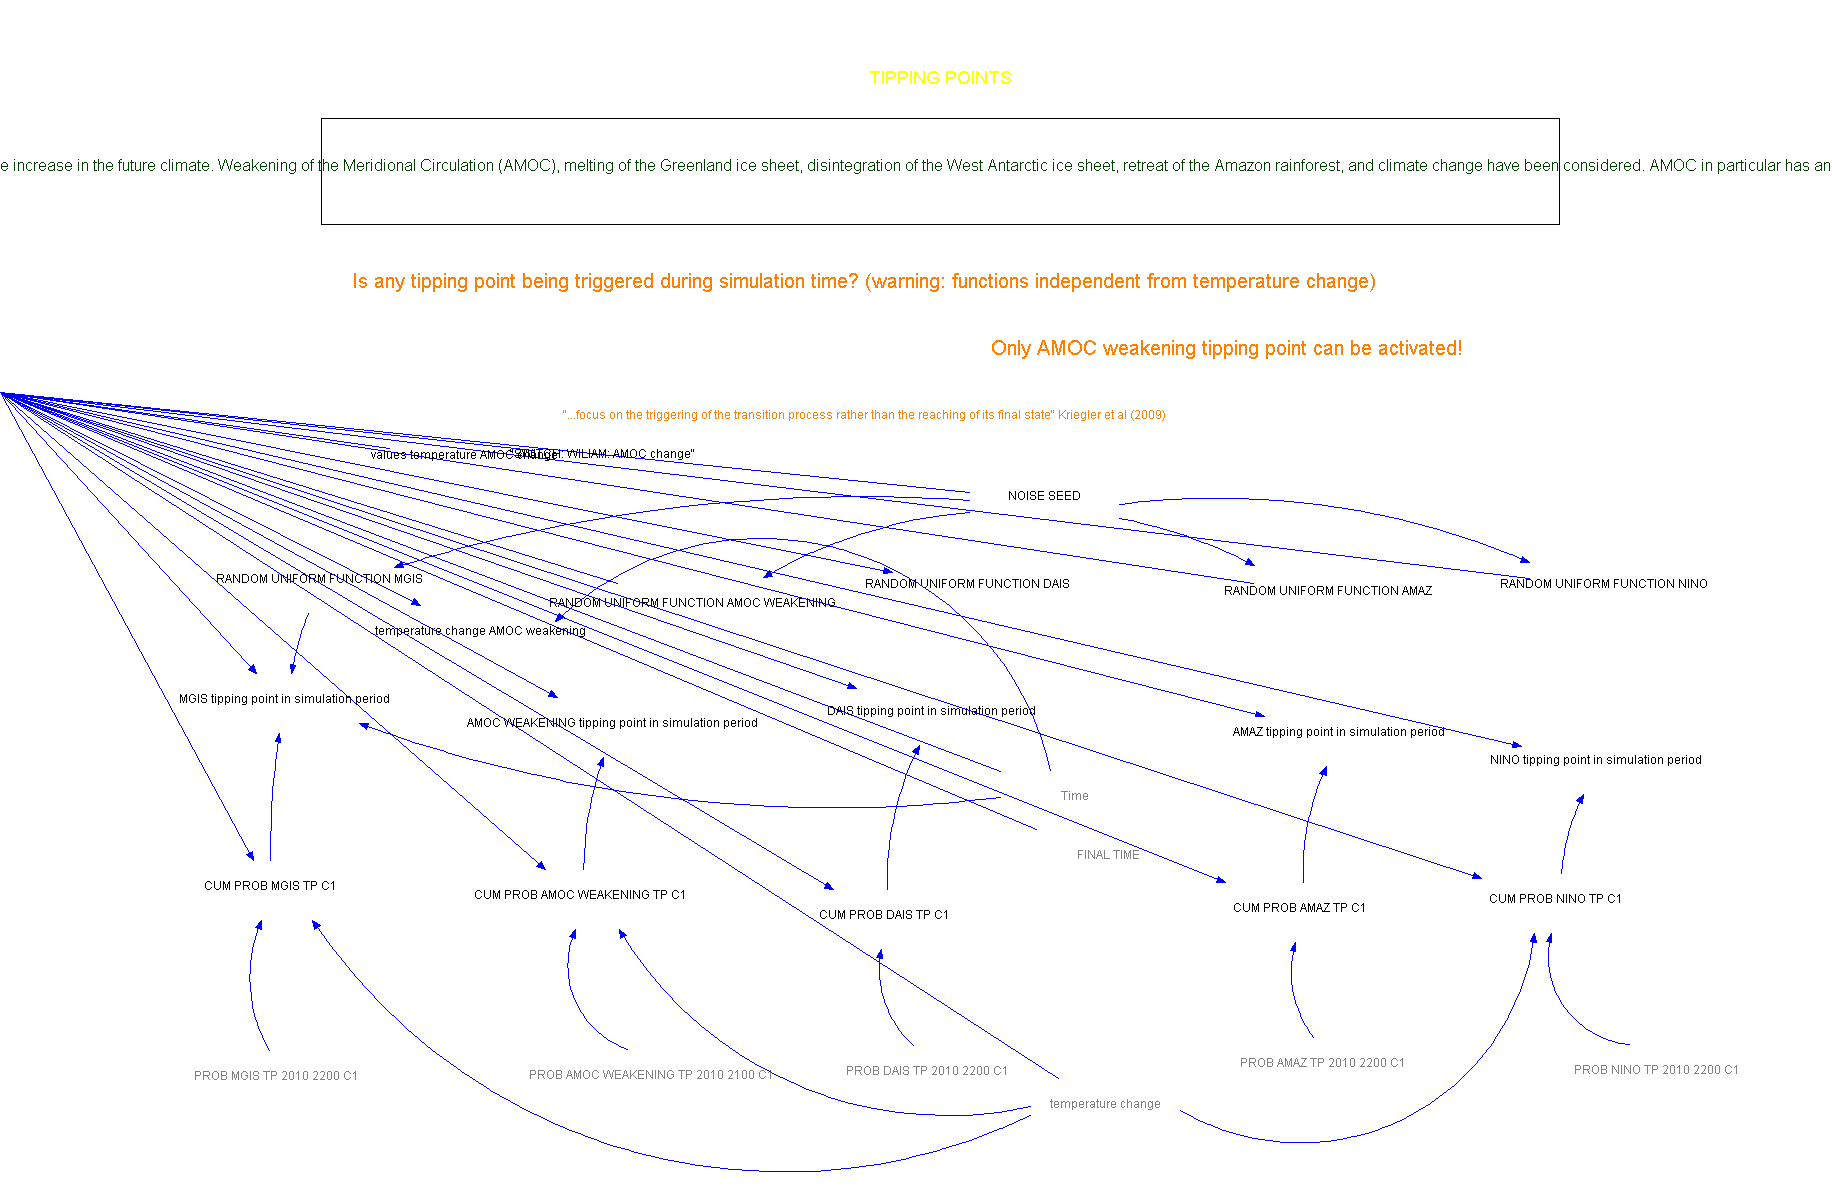 TIPPING POINTS
e increase in the future climate. Weakening of the Meridional Circulation (AMOC), melting of the Greenland ice sheet, disintegration of the West Antarctic ice sheet, retreat of the Amazon rainforest, and climate change have been considered. AMOC in particular has an
Is any tipping point being triggered during simulation time? (warning: functions independent from temperature change)
Only AMOC weakening tipping point can be activated!
"...focus on the triggering of the transition process rather than the reaching of its final state" Kriegler et al (2009)
values temperature AMOC change
WILIAM: AMOC change"
NOISE SEED
RANDOM UNIFORM FUNCTION MGIS
RANDOM UNIFORM FUNCTION DAIS
RANDOM UNIFORM FUNCTION AMAZ
RANDOM UNIFORM FUNCTION NINO
RANDOM UNIFORM FUNCTION AMOC WEAKENING
temperature change AMOC weakening
MGIS tipping point in simulation period
AMOC WEAKENING tipping point in simulation period
DAIS tipping point in simulation period
AMAZ tipping point in simulation period
NINO tipping point in simulation period
Time
FINAL TIME
CUM PROB MGIS TP C1
CUM PROB AMOC WEAKENING TP C1
CUM PROB DAIS TP C1
CUM PROB AMAZ TP C1
CUM PROB NINO TP C1
PROB MGIS TP 2010 2200 C1
PROB AMOC WEAKENING TP 2010 2100 C1
PROB DAIS TP 2010 2200 C1
PROB AMAZ TP 2010 2200 C1
PROB NINO TP 2010 2200 C1
temperature change